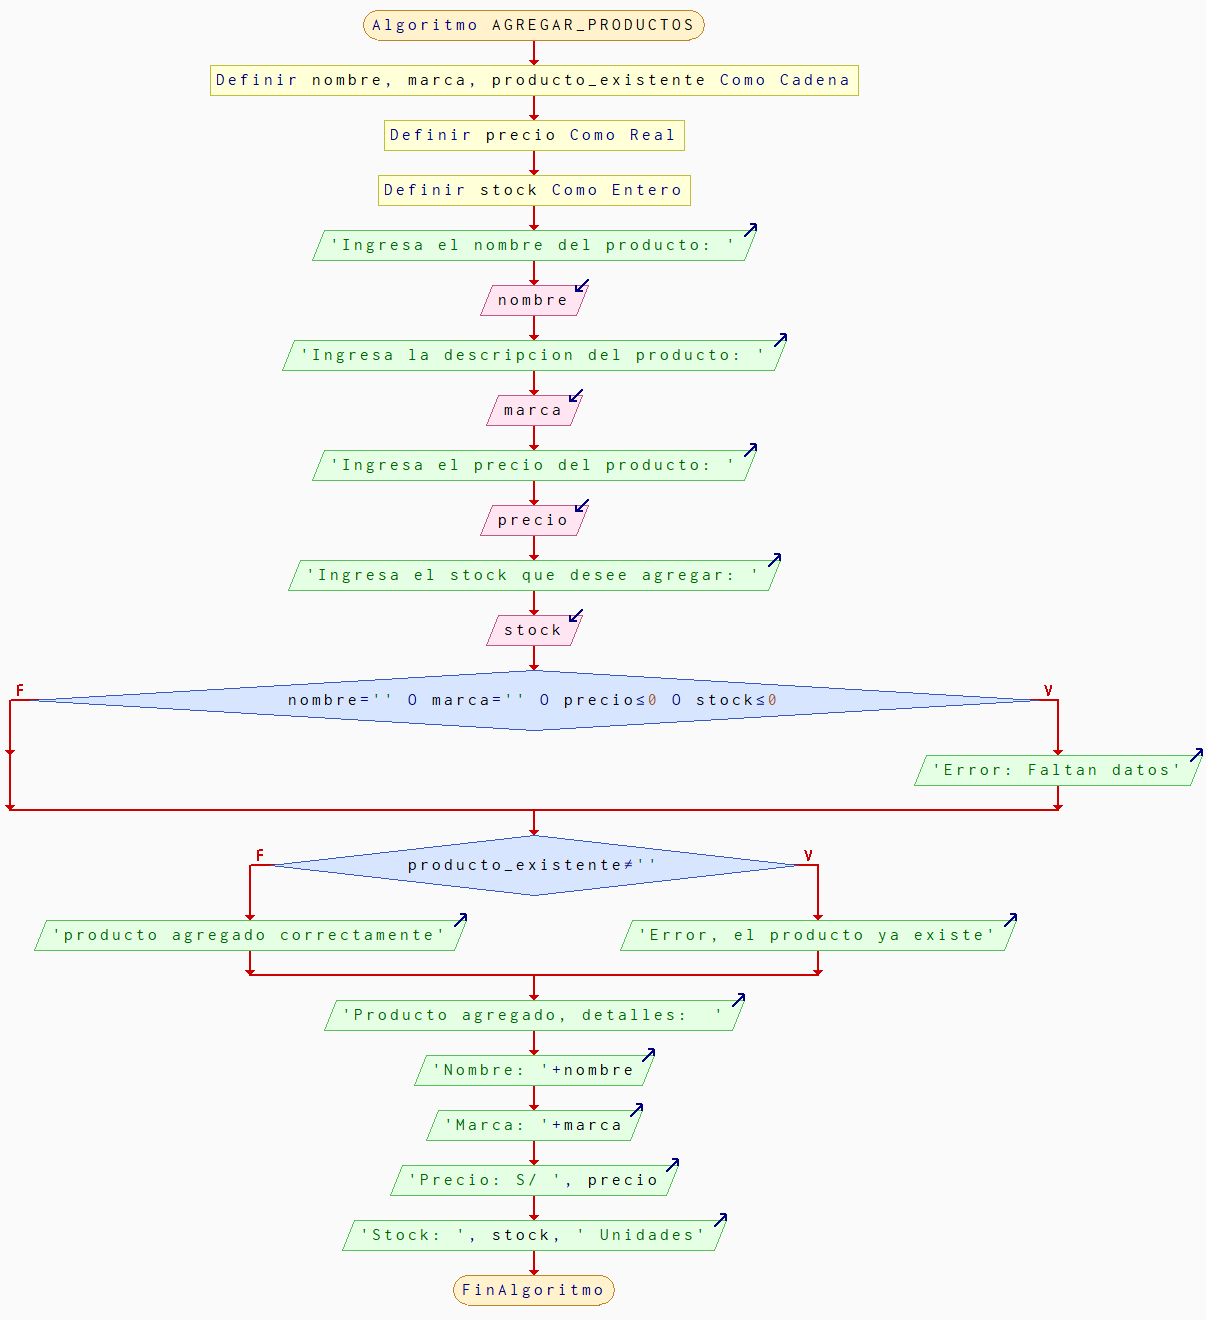 Algoritmo AGREGAR_PRODUCTOS
Definir nombre, marca, producto_existente Como Cadena
Definir precio Como Real
Definir stock Como Entero
'Ingresa el nombre del producto: '
nombre
'Ingresa la descripcion del producto: '
marca
'Ingresa el precio del producto: '
precio
'Ingresa el stock que desee agregar: '
stock
F
V
nombre='' O marca='' O precio≤0 O stock≤0
'Error: Faltan datos'
F
V
producto_existente≠''
'producto agregado correctamente'
'Error, el producto ya existe'
'Producto agregado, detalles:  '
'Nombre: '+nombre
'Marca: '+marca
'Precio: S/ ', precio
'Stock: ', stock, ' Unidades'
FinAlgoritmo